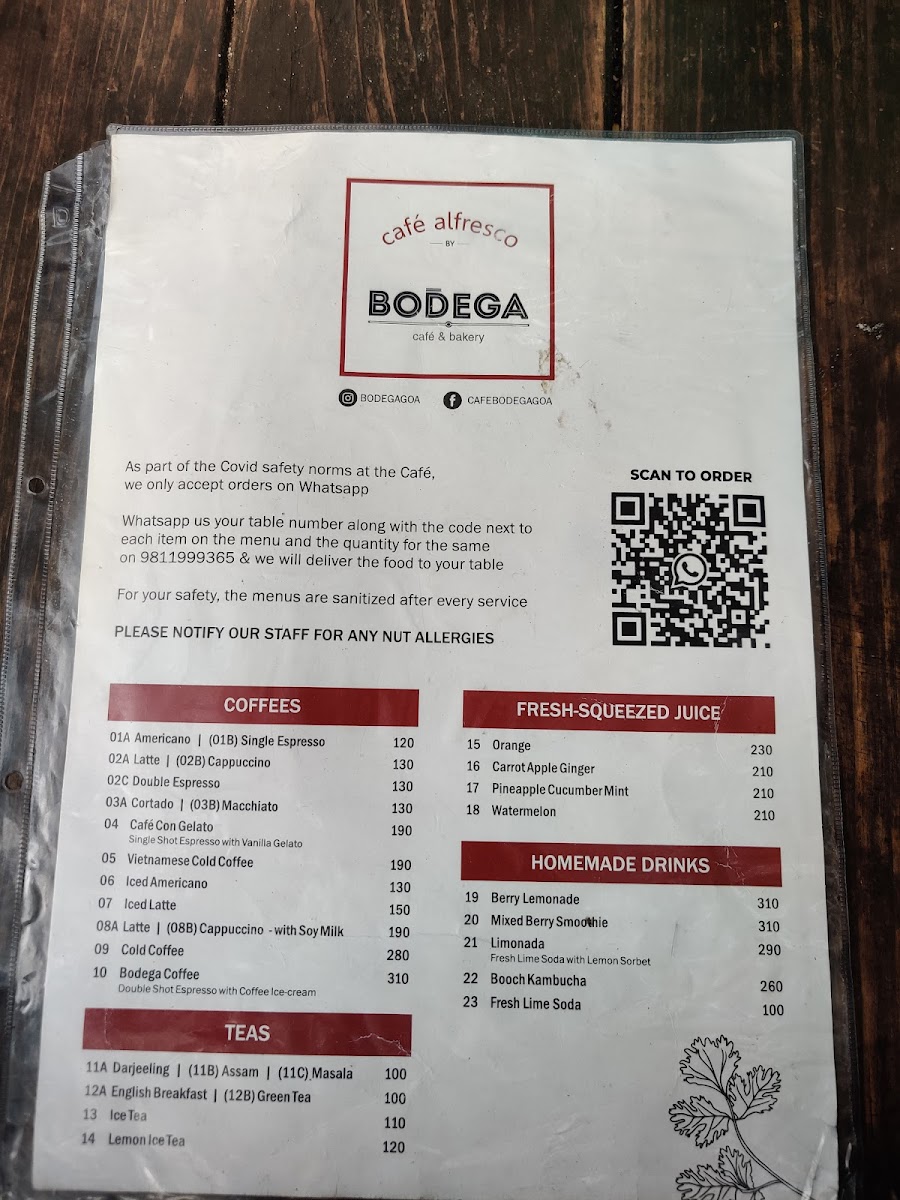 café alfresco
BY
BODEGA
café & bakery
BODEGAGOA
CAFEBODEGAGOA
As part of the Covid safety norms at the Café,
we only accept orders on Whatsapp
Whatsapp us your table number along with the code next to
each item on the menu and the quantity for the same
on 9811999365 & we will deliver the food to your table
For your safety, the menus are sanitized after every service
PLEASE NOTIFY OUR STAFF FOR ANY NUT ALLERGIES
SCAN TO ORDER
COFFEES
01A Americano | (01B) Single Espresso 120
02A Latte | (02B) Cappuccino 130
02C Double Espresso 130
03A Cortado | (03B) Macchiato 130
04 Café Con Gelato 190
Single Shot Espresso with Vanilla Gelato
05 Vietnamese Cold Coffee 190
06 Iced Americano 130
07 Iced Latte 150
08A Latte | (08B) Cappuccino - with Soy Milk 190
09 Cold Coffee 280
10 Bodega Coffee 310
Double Shot Espresso with Coffee Ice-cream
TEAS
11A Darjeeling | (11B) Assam | (11C) Masala 100
12A English Breakfast | (12B) Green Tea 100
13 Ice Tea 110
14 Lemon Ice Tea 120
FRESH-SQUEEZED JUICE
15 Orange 230
16 Carrot Apple Ginger 210
17 Pineapple Cucumber Mint 210
18 Watermelon 210
HOMEMADE DRINKS
19 Berry Lemonade 310
20 Mixed Berry Smoothie 310
21 Limonada 290
Fresh Lime Soda with Lemon Sorbet
22 Booch Kambucha 260
23 Fresh Lime Soda 100